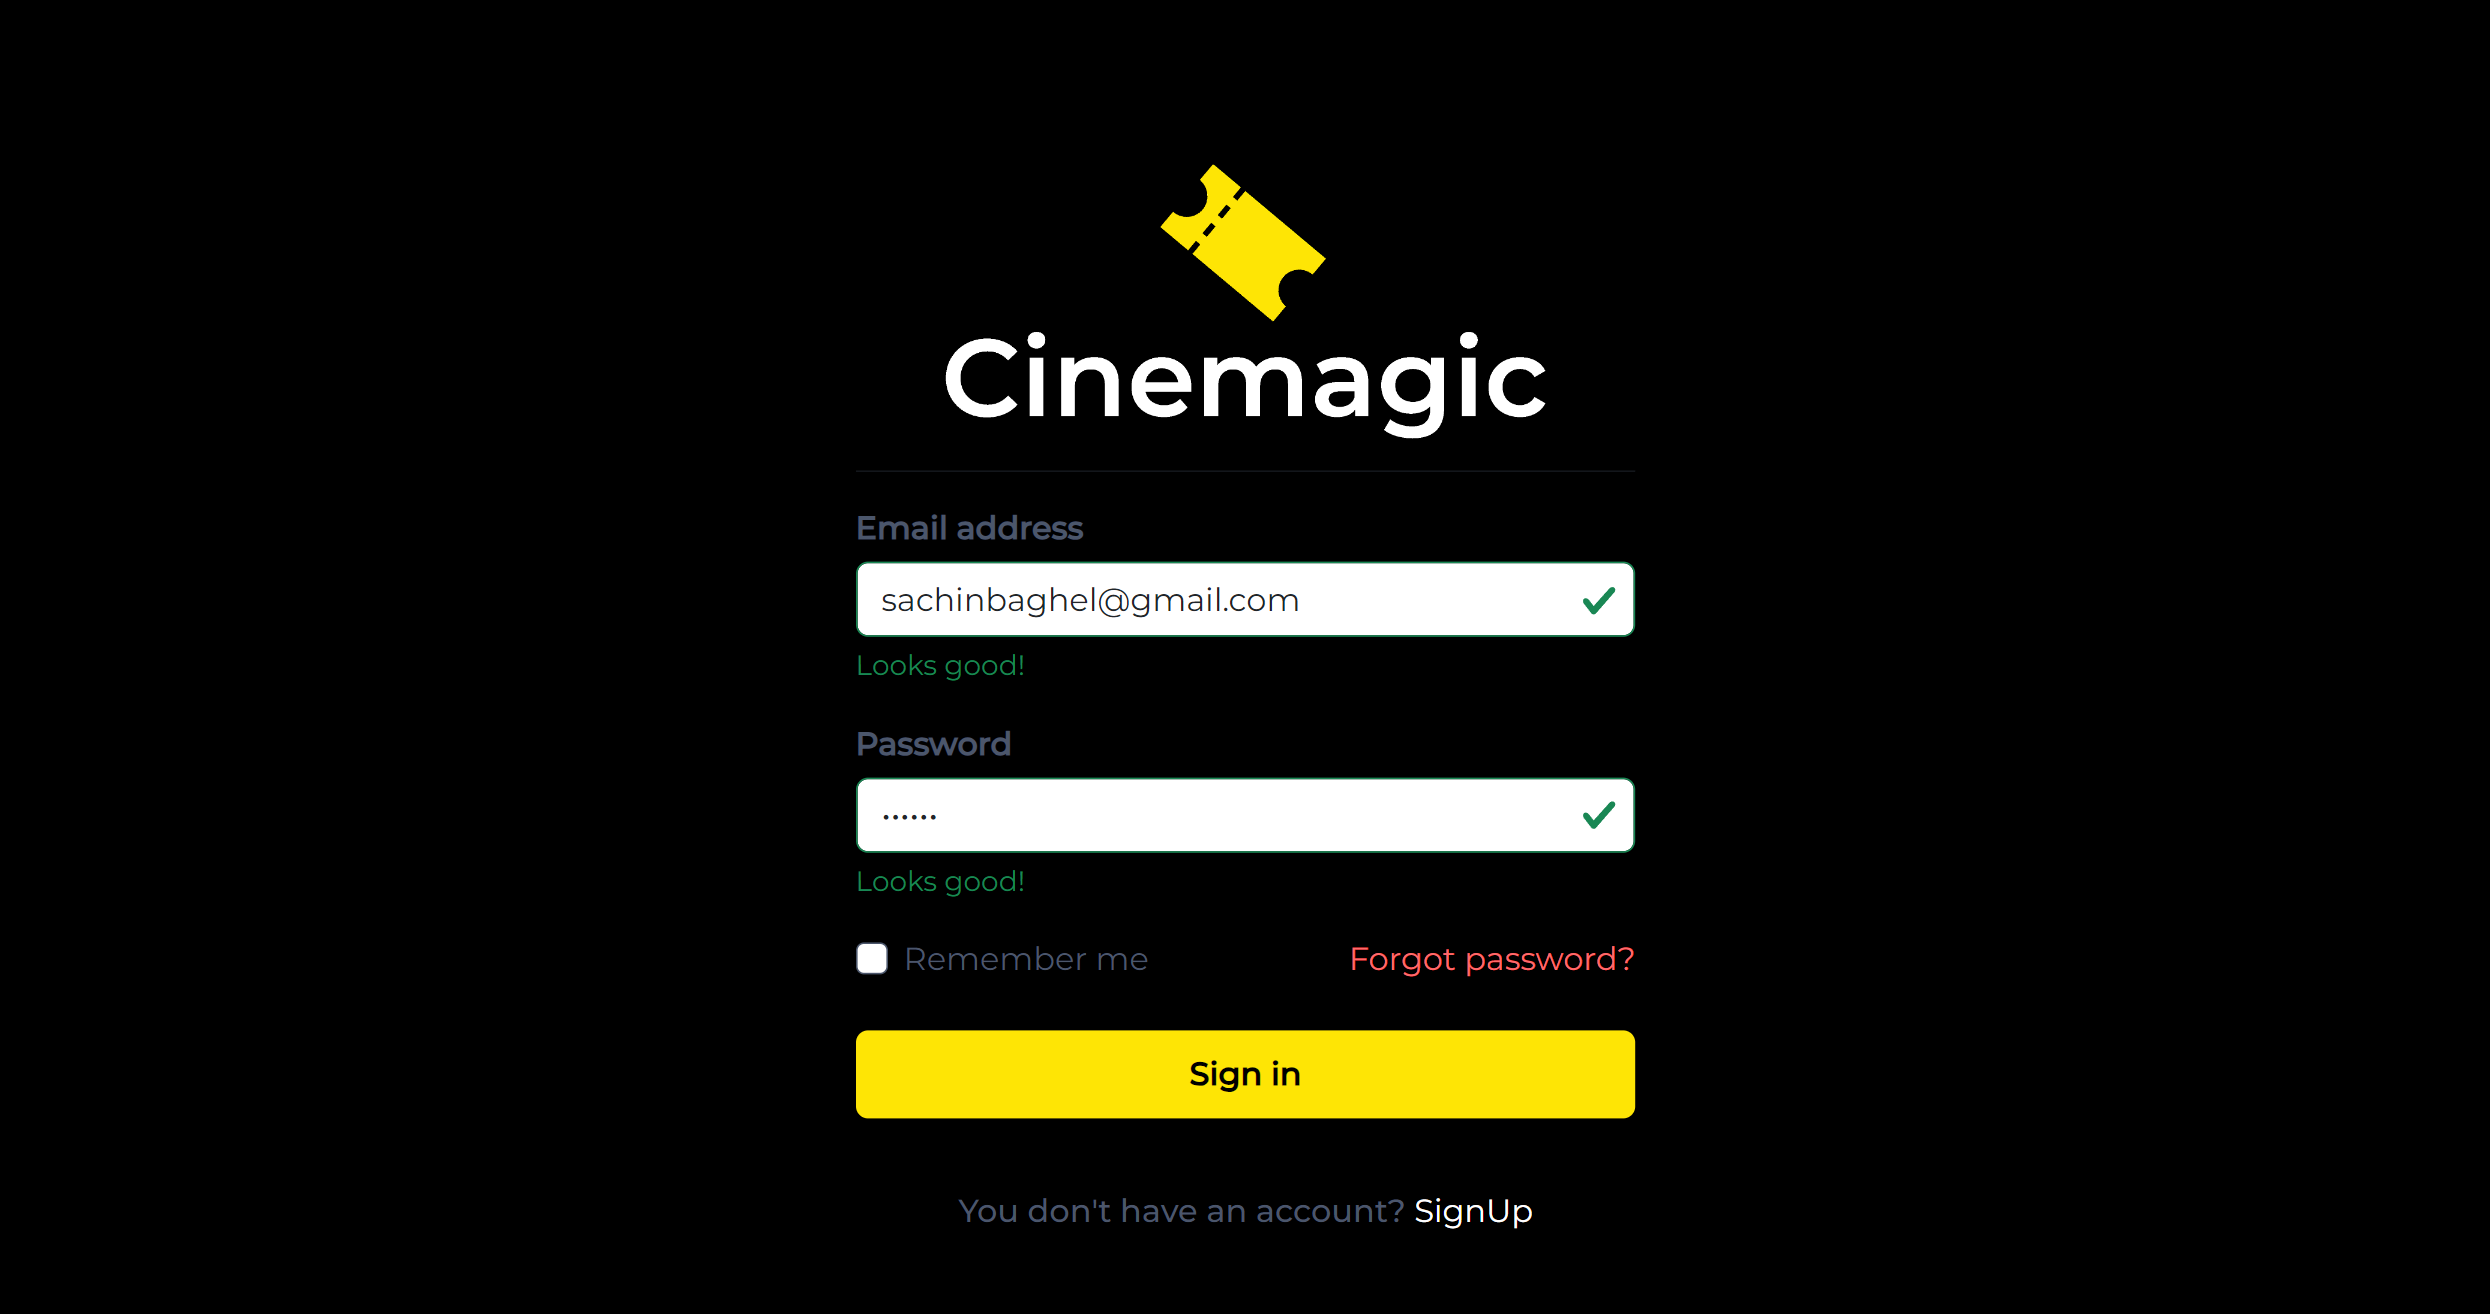 Cinemagic
Email address
sachinbaghel@gmail.com
Looks good!
Password
••••••
Looks good!
Remember me Forgot password?
Sign in
You don't have an account? SignUp